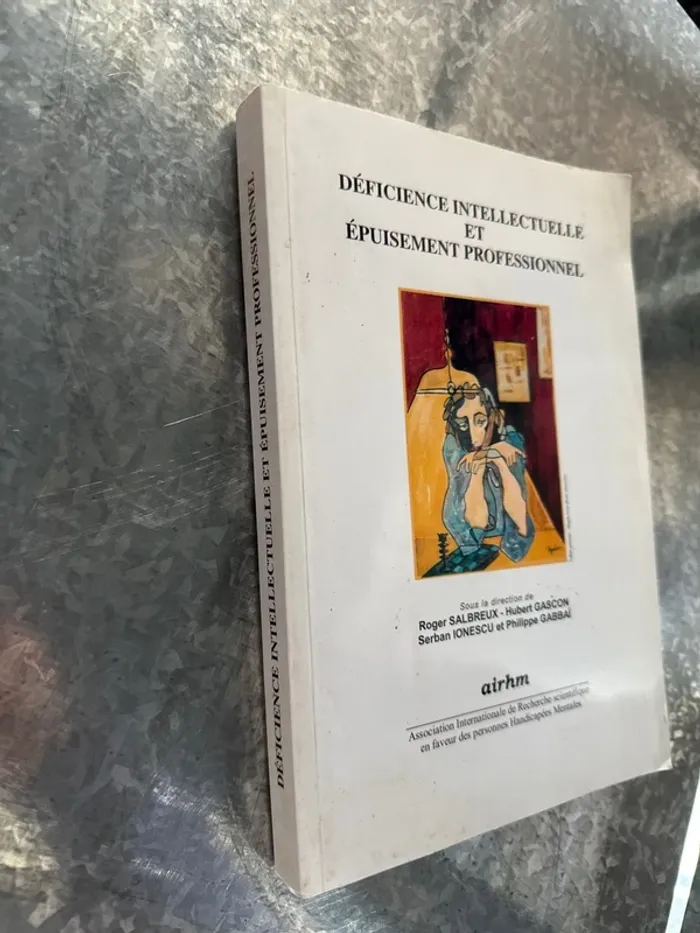 DÉFICIENCE INTELLECTUELLE
ET
ÉPUISEMENT PROFESSIONNEL
Sous la direction de
Roger SALBREUX - Hubert GASCON
Serban IONESCU et Philippe GABBAÏ
airhm
Association Internationale de Recherche scientifique
en faveur des personnes Handicapées Mentales
DÉFICIENCE INTELLECTUELLE ET ÉPUISEMENT PROFESSIONNEL